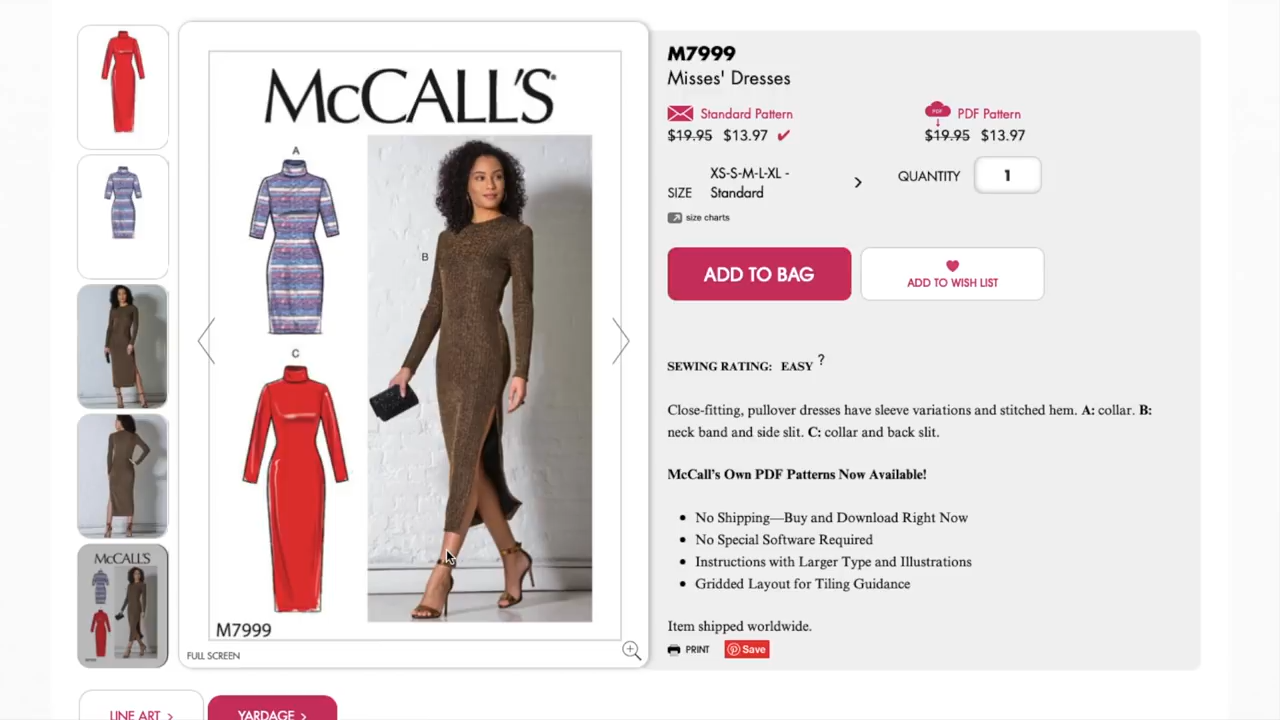 McCALL'S
A
B
C
M7999
FULL SCREEN
McCALL'S
LINE ART >
YARDAGE >
M7999
Misses' Dresses
Standard Pattern
$19.95 $13.97 ✔
PDF
PDF Pattern
$19.95 $13.97
SIZE
XS-S-M-L-XL -
Standard
QUANTITY
1
size charts
ADD TO BAG
ADD TO WISH LIST
SEWING RATING: EASY ?
Close-fitting, pullover dresses have sleeve variations and stitched hem. A: collar. B:
neck band and side slit. C: collar and back slit.
McCall's Own PDF Patterns Now Available!
• No Shipping—Buy and Download Right Now
• No Special Software Required
• Instructions with Larger Type and Illustrations
• Gridded Layout for Tiling Guidance
Item shipped worldwide.
PRINT
Save